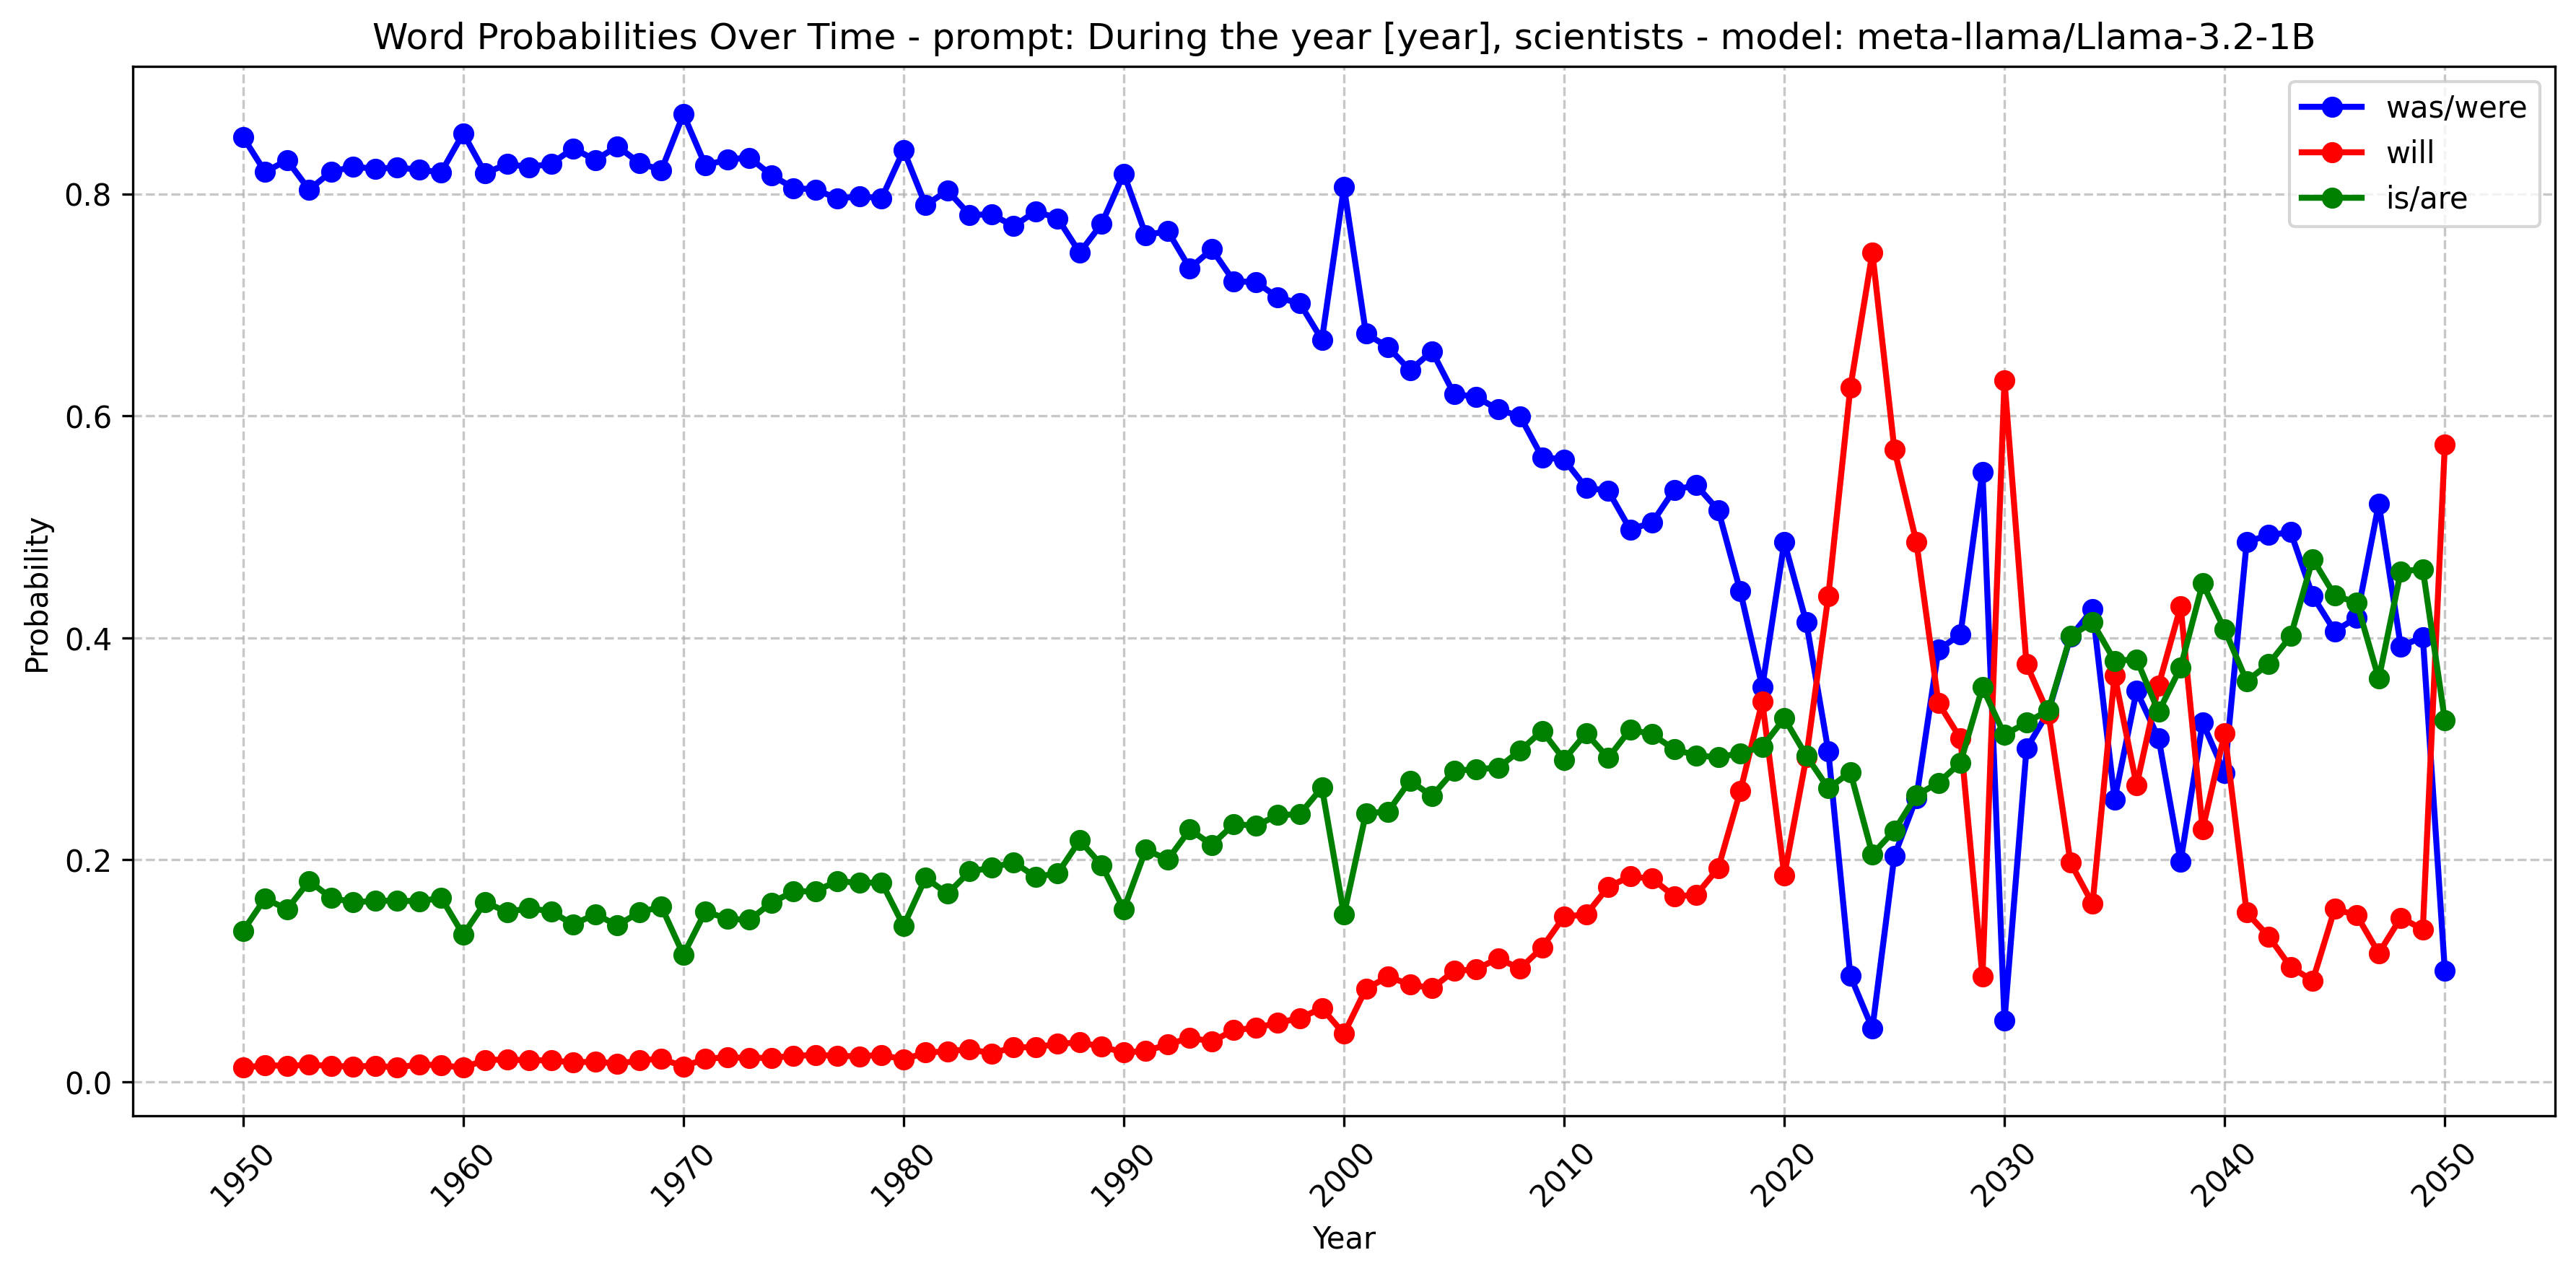 Word Probabilities Over Time - prompt: During the year [year], scientists - model: meta-llama/Llama-3.2-1B
was/were
will
is/are
Probability
0.8
0.6
0.4
0.2
0.0
1950
1960
1970
1980
1990
2000
2010
2020
2030
2040
2050
Year